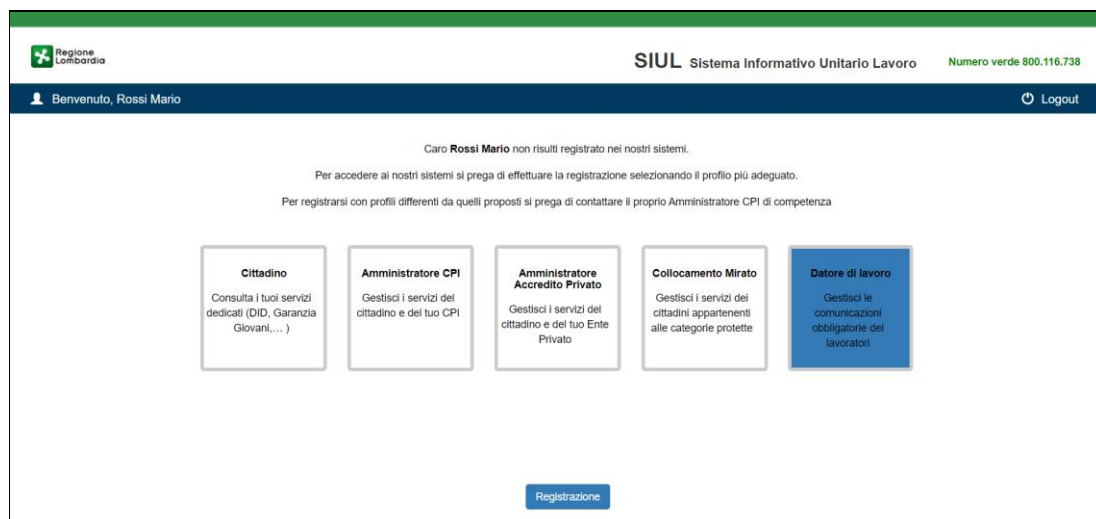 Regione
Lombardia
SIUL Sistema Informativo Unitario Lavoro
Numero verde 800.116.738
Benvenuto, Rossi Mario
Logout
Caro Rossi Mario non risulti registrato nei nostri sistemi.
Per accedere ai nostri sistemi si prega di effettuare la registrazione selezionando il profilo più adeguato.
Per registrarsi con profili differenti da quelli proposti si prega di contattare il proprio Amministratore CPI di competenza
Cittadino
Consulta i tuoi servizi
dedicati (DID, Garanzia
Giovani,... )
Amministratore CPI
Gestisci i servizi del
cittadino e del tuo CPI
Amministratore
Accredito Privato
Gestisci i servizi del
cittadino e del tuo Ente
Privato
Collocamento Mirato
Gestisci i servizi dei
cittadini appartenenti
alle categorie protette
Datore di lavoro
Gestisci le
comunicazioni
obbligatorie dei
lavoratori
Registrazione